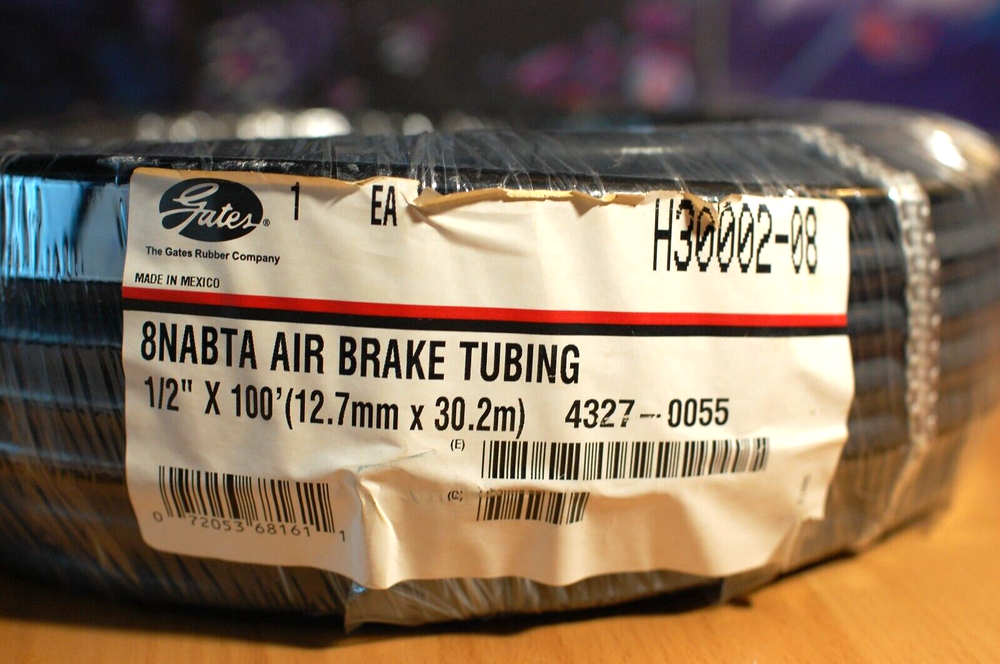 Gates® 1 EA H30002-08
The Gates Rubber Company
MADE IN MEXICO
8NABTA AIR BRAKE TUBING
1/2" X 100'(12.7mm x 30.2m) 4327-0055
(E)
(C)
0 72053 68161 1